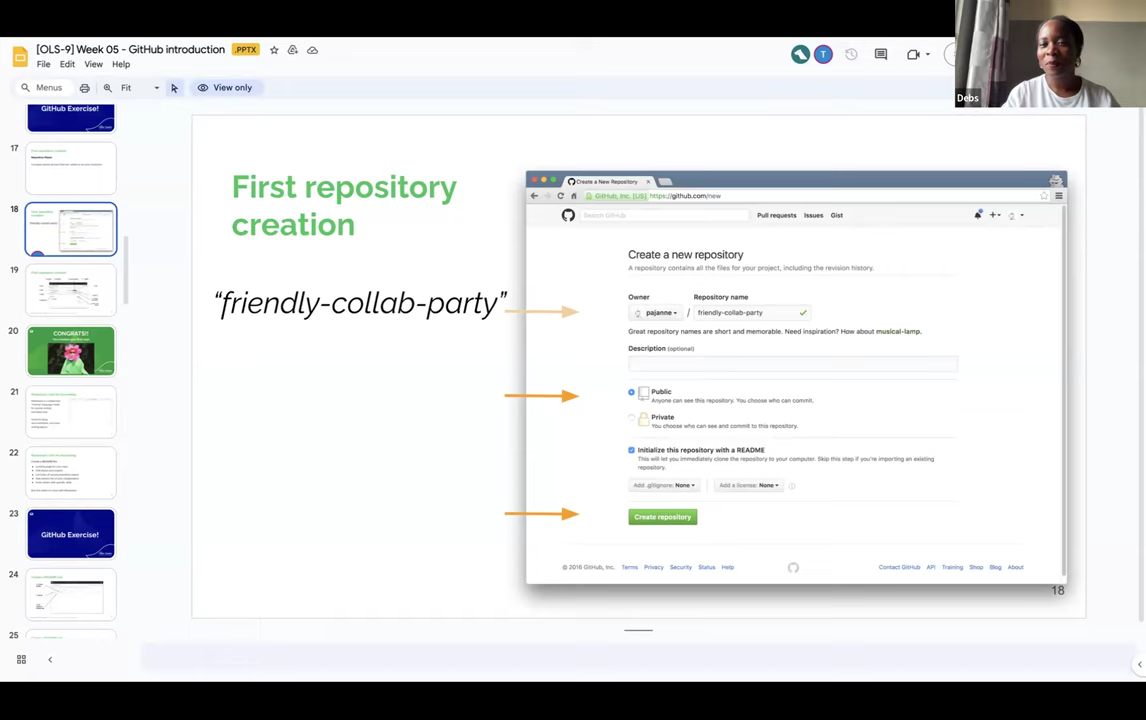 [OLS-9] Week 05 - GitHub introduction .PPTX
File Edit View Help
T
Menus Fit View only
Debs
GitHub Exercise!
17
18
19
20
CONGRATS!!
21
22
23
GitHub Exercise!
24
25
First repository
creation
“friendly-collab-party”
Create a New Repository
GitHub, Inc. [US] https://github.com/new
Search GitHub Pull requests Issues Gist
Create a new repository
A repository contains all the files for your project, including the revision history.
Owner Repository name
pajanne / friendly-collab-party
Great repository names are short and memorable. Need inspiration? How about musical-lamp.
Description (optional)
Public
Anyone can see this repository. You choose who can commit.
Private
You choose who can see and commit to this repository.
Initialize this repository with a README
This will let you immediately clone the repository to your computer. Skip this step if you're importing an existing
repository.
Add .gitignore: None Add a license: None
Create repository
© 2016 GitHub, Inc. Terms Privacy Security Status Help Contact GitHub API Training Shop Blog About
18